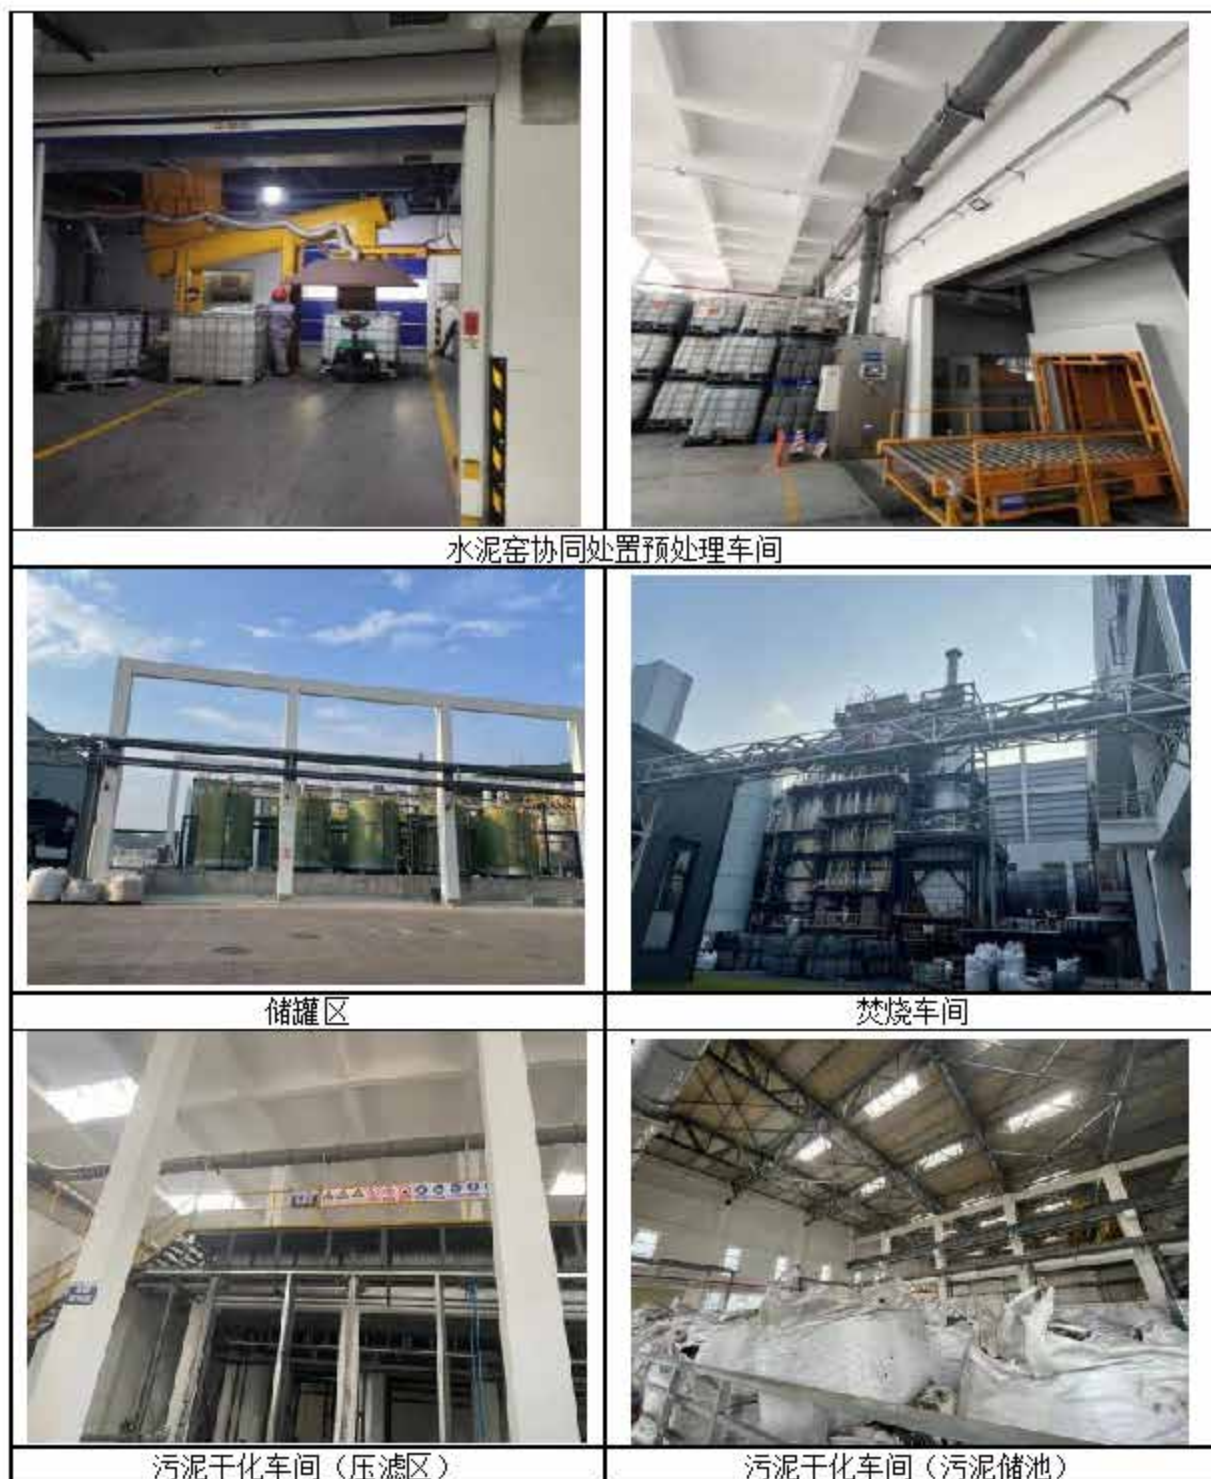 水泥窑协同处置预处理车间
储罐区
焚烧车间
污泥干化车间（压滤区）
污泥干化车间（污泥储池）